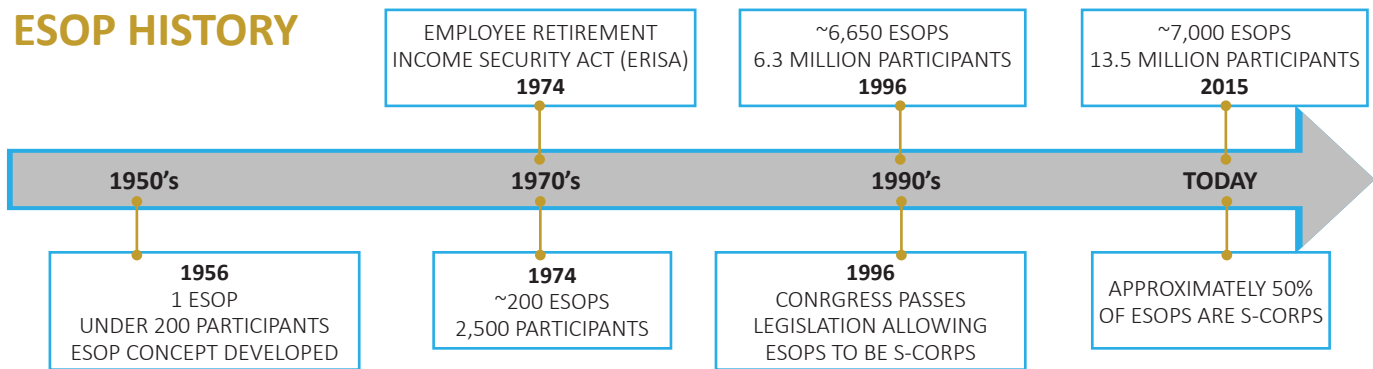 ESOP HISTORY
EMPLOYEE RETIREMENT
INCOME SECURITY ACT (ERISA)
1974
~6,650 ESOPS
6.3 MILLION PARTICIPANTS
1996
~7,000 ESOPS
13.5 MILLION PARTICIPANTS
2015
1950’s
1970’s
1990’s
TODAY
1956
1 ESOP
UNDER 200 PARTICIPANTS
ESOP CONCEPT DEVELOPED
1974
~200 ESOPS
2,500 PARTICIPANTS
1996
CONRGRESS PASSES
LEGISLATION ALLOWING
ESOPS TO BE S-CORPS
APPROXIMATELY 50%
OF ESOPS ARE S-CORPS